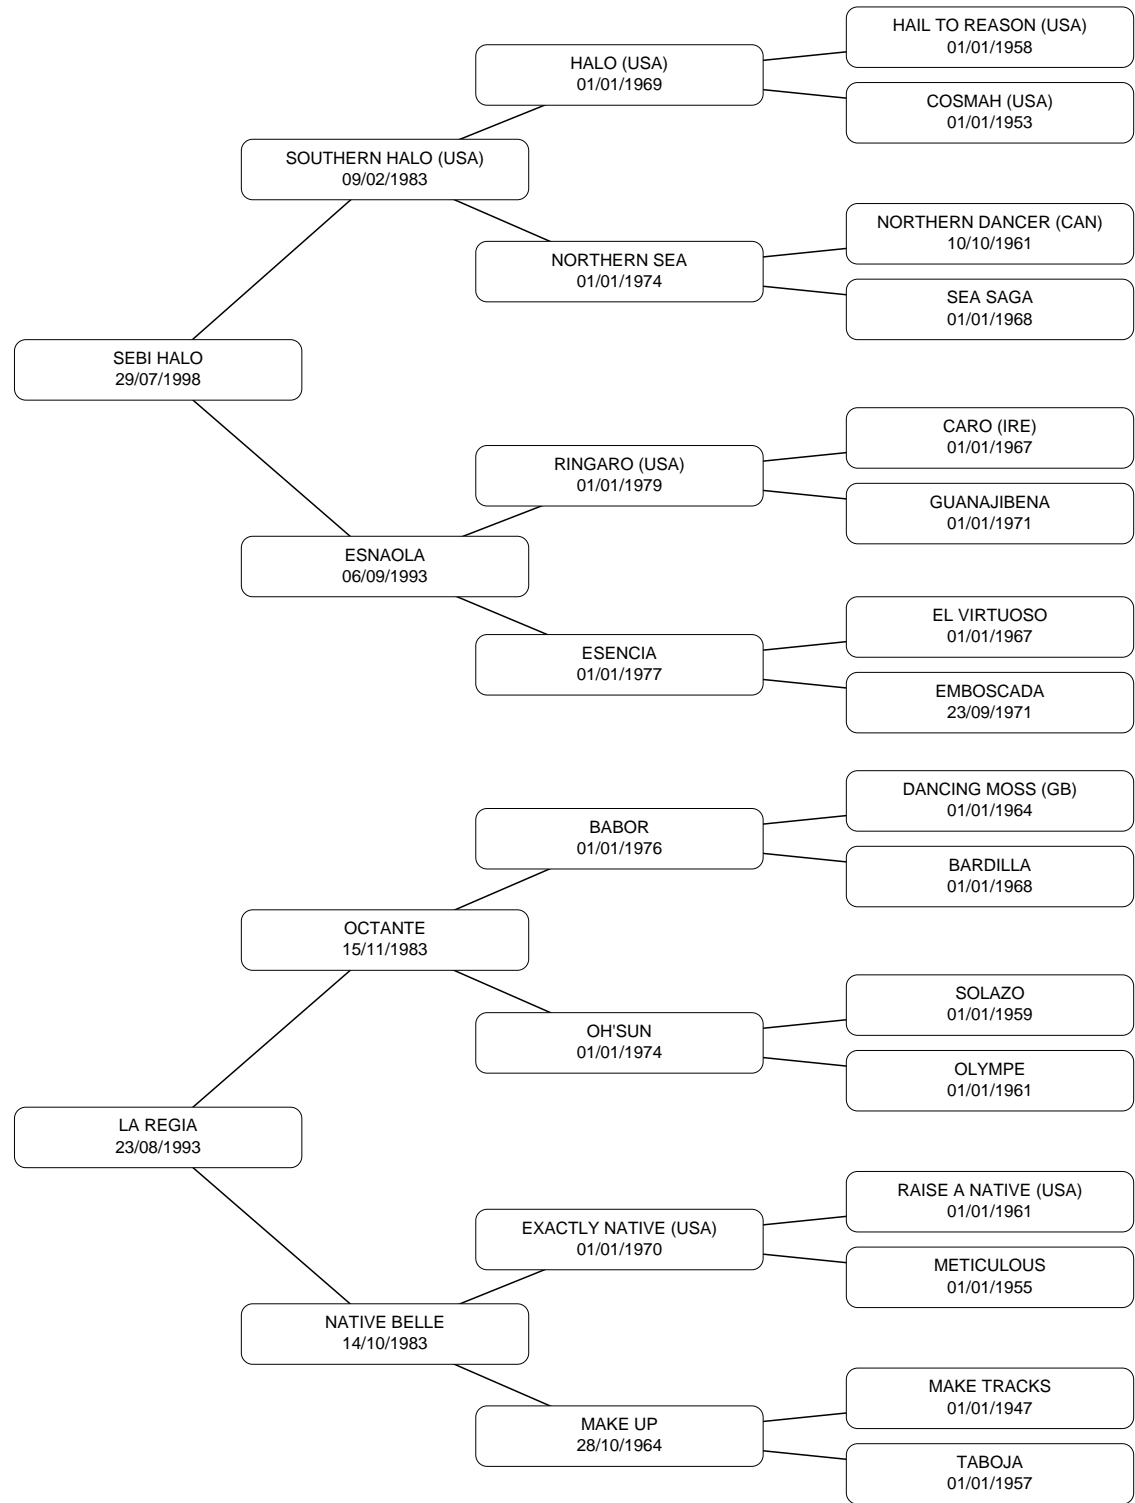 HAIL TO REASON (USA)
01/01/1958
HALO (USA)
01/01/1969
COSMAH (USA)
01/01/1953
SOUTHERN HALO (USA)
09/02/1983
NORTHERN DANCER (CAN)
10/10/1961
NORTHERN SEA
01/01/1974
SEA SAGA
01/01/1968
SEBI HALO
29/07/1998
CARO (IRE)
01/01/1967
RINGARO (USA)
01/01/1979
GUANAJIBENA
01/01/1971
ESNAOLA
06/09/1993
EL VIRTUOSO
01/01/1967
ESENCIA
01/01/1977
EMBOSCADA
23/09/1971
DANCING MOSS (GB)
01/01/1964
BABOR
01/01/1976
BARDILLA
01/01/1968
OCTANTE
15/11/1983
SOLAZO
01/01/1959
OH'SUN
01/01/1974
OLYMPE
01/01/1961
LA REGIA
23/08/1993
RAISE A NATIVE (USA)
01/01/1961
EXACTLY NATIVE (USA)
01/01/1970
METICULOUS
01/01/1955
NATIVE BELLE
14/10/1983
MAKE TRACKS
01/01/1947
MAKE UP
28/10/1964
TABOJA
01/01/1957